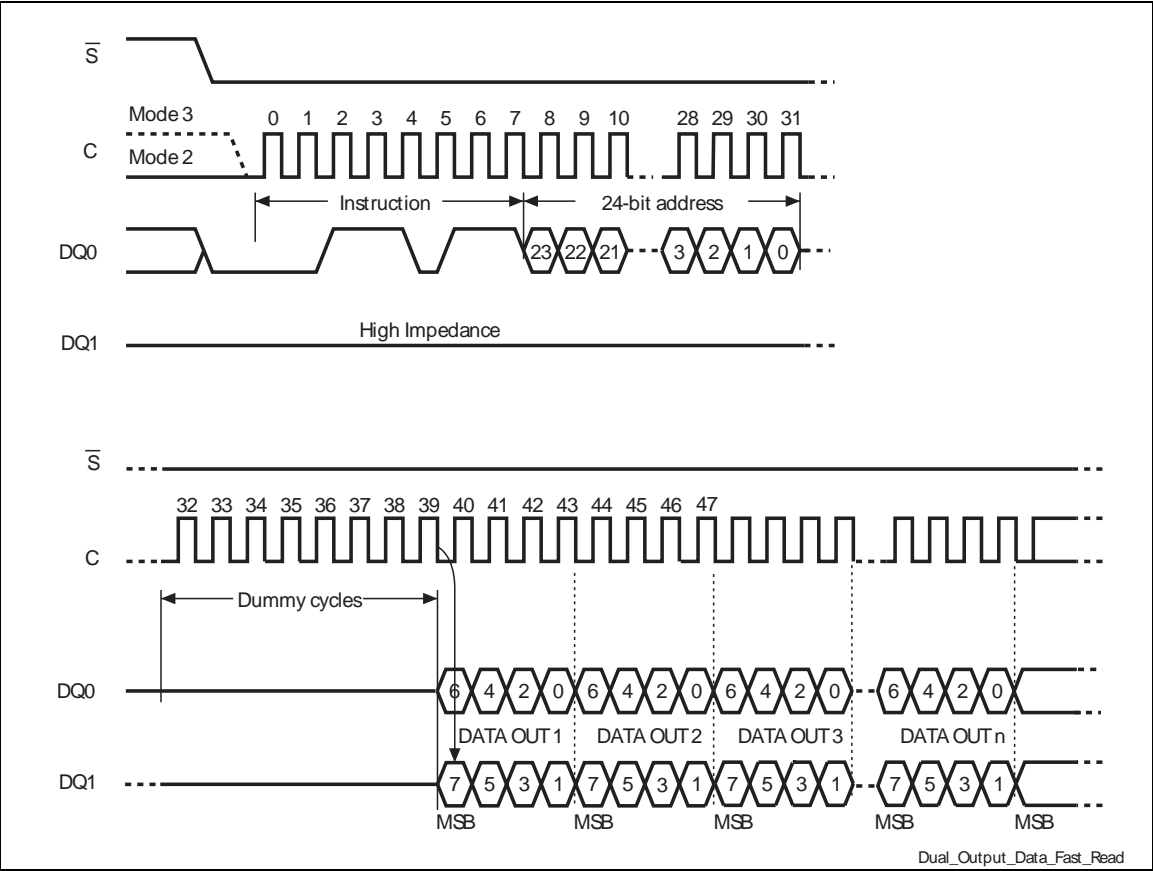 S
Mode 3
0 1 2 3 4 5 6 7 8 9 10 28 29 30 31
C
Mode 2
Instruction 24-bit address
DQ0 23 22 21 3 2 1 0
High Impedance
DQ1
S
32 33 34 35 36 37 38 39 40 41 42 43 44 45 46 47
C
Dummy cycles
DQ0 6 4 2 0 6 4 2 0 6 4 2 0 6 4 2 0
DATA OUT 1 DATA OUT 2 DATA OUT 3 DATA OUT n
DQ1 7 5 3 1 7 5 3 1 7 5 3 1 7 5 3 1
MSB MSB MSB MSB MSB
Dual_Output_Data_Fast_Read